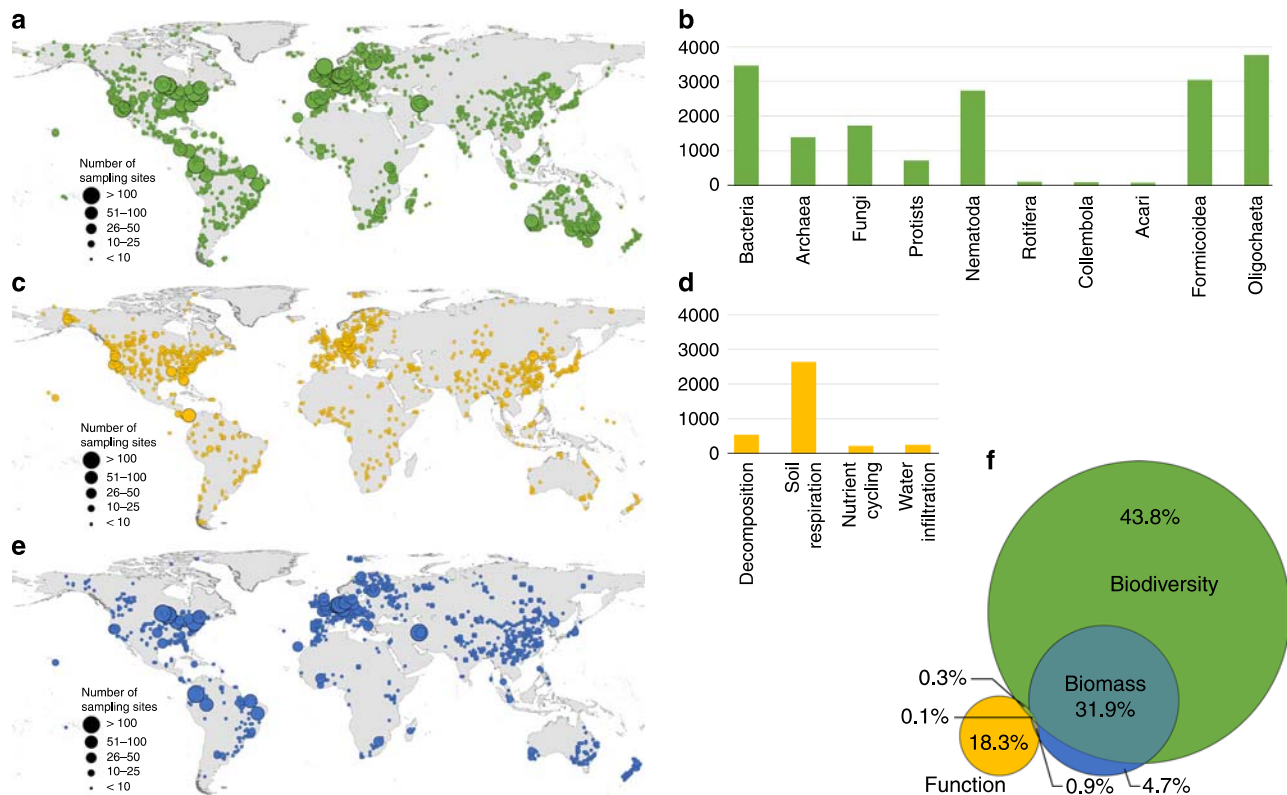 a
Number of
sampling sites
> 100
51–100
26–50
10–25
< 10
b
4000
3000
2000
1000
0
Bacteria
Archaea
Fungi
Protists
Nematoda
Rotifera
Collembola
Acari
Formicoidea
Oligochaeta
c
Number of
sampling sites
> 100
51–100
26–50
10–25
< 10
d
4000
3000
2000
1000
0
Decomposition
Soil
respiration
Nutrient
cycling
Water
infiltration
e
Number of
sampling sites
> 100
51–100
26–50
10–25
< 10
f
43.8%
Biodiversity
Biomass
31.9%
0.3%
0.1%
18.3%
Function
0.9%
4.7%